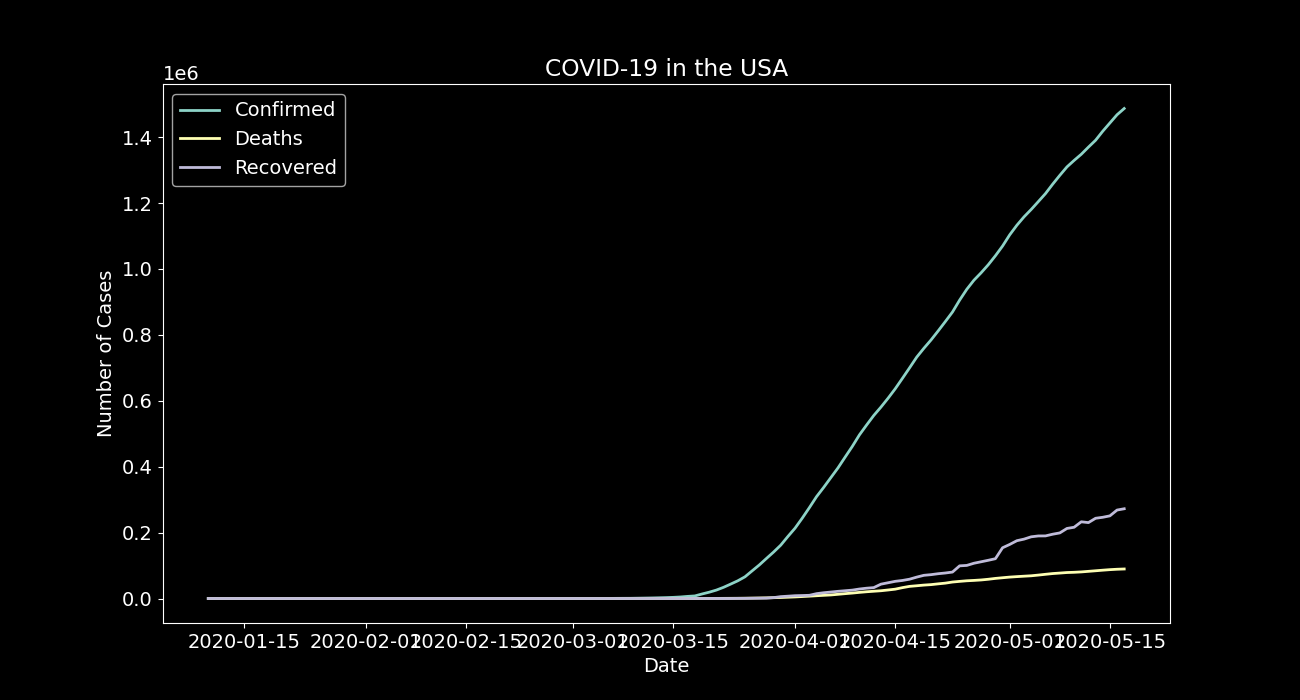 COVID-19 in the USA
1e6
Confirmed
Deaths
Recovered
1.4
1.2
1.0
0.8
0.6
0.4
0.2
0.0
Number of Cases
2020-01-15 2020-02-01 2020-02-15 2020-03-01 2020-03-15 2020-04-01 2020-04-15 2020-05-01 2020-05-15
Date